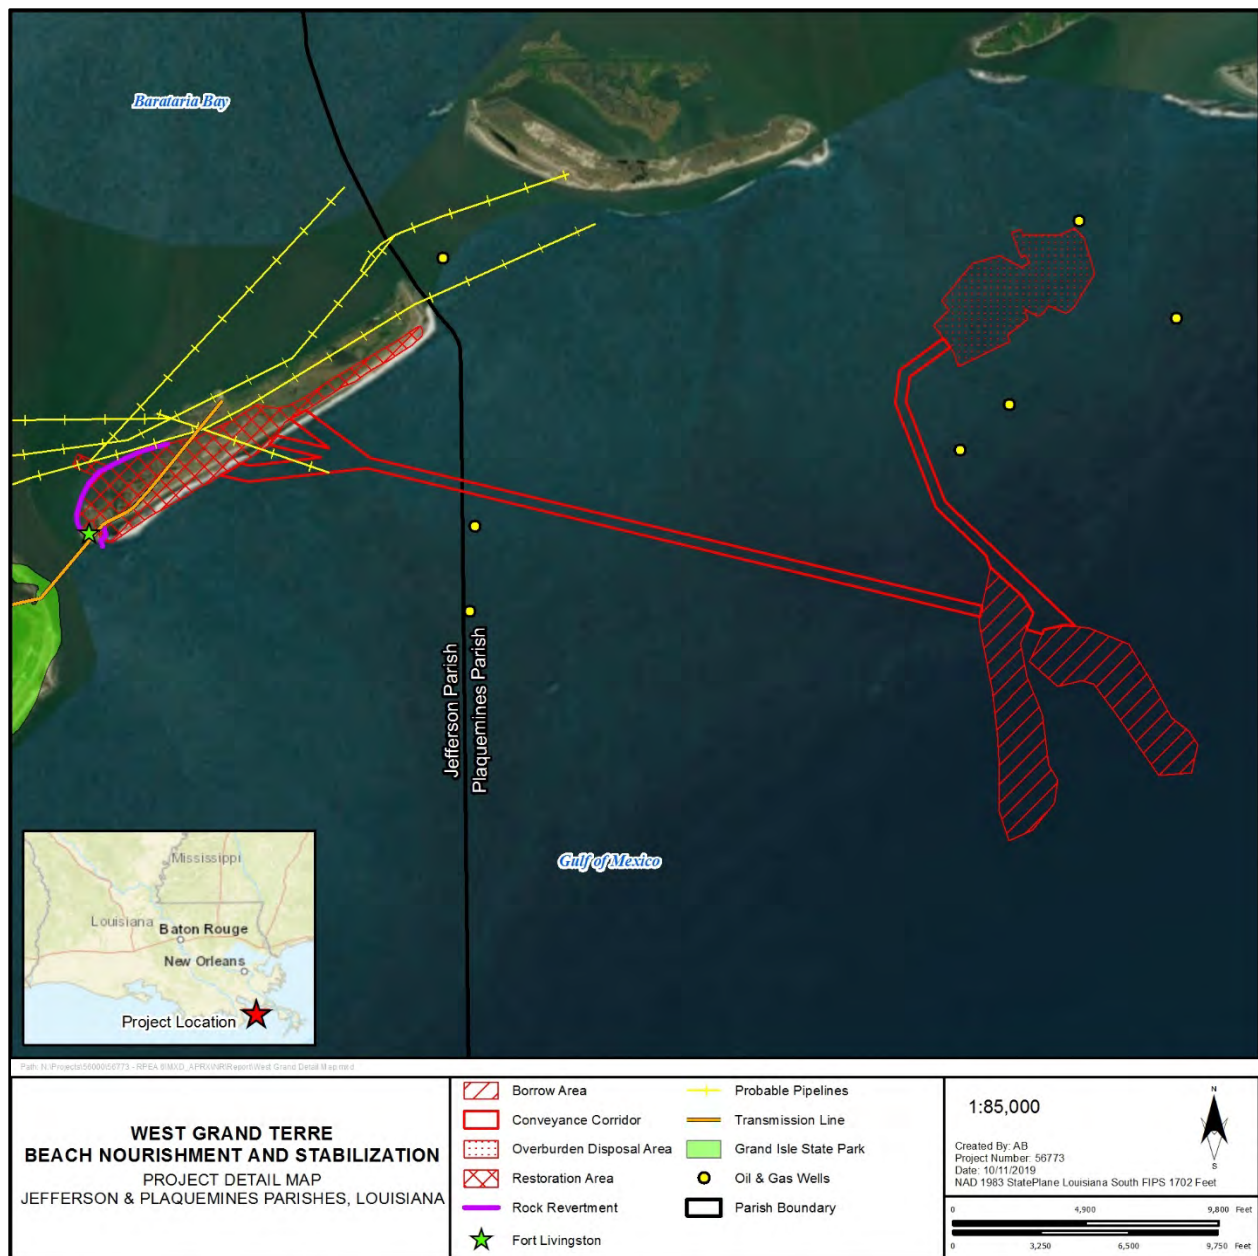 Barataria Bay
Jefferson Parish
Plaquemines Parish
Gulf of Mexico
Mississippi
Louisiana
Baton Rouge
New Orleans
Project Location
WEST GRAND TERRE
BEACH NOURISHMENT AND STABILIZATION
PROJECT DETAIL MAP
JEFFERSON & PLAQUEMINES PARISHES, LOUISIANA
Borrow Area
Conveyance Corridor
Overburden Disposal Area
Restoration Area
Rock Revertment
Fort Livingston
Probable Pipelines
Transmission Line
Grand Isle State Park
Oil & Gas Wells
Parish Boundary
1:85,000
N
S
Created By: AB
Project Number: 56773
Date: 10/11/2019
NAD 1983 StatePlane Louisiana South FIPS 1702 Feet
0 4,900 9,800 Feet
0 3,250 6,500 9,750 Feet